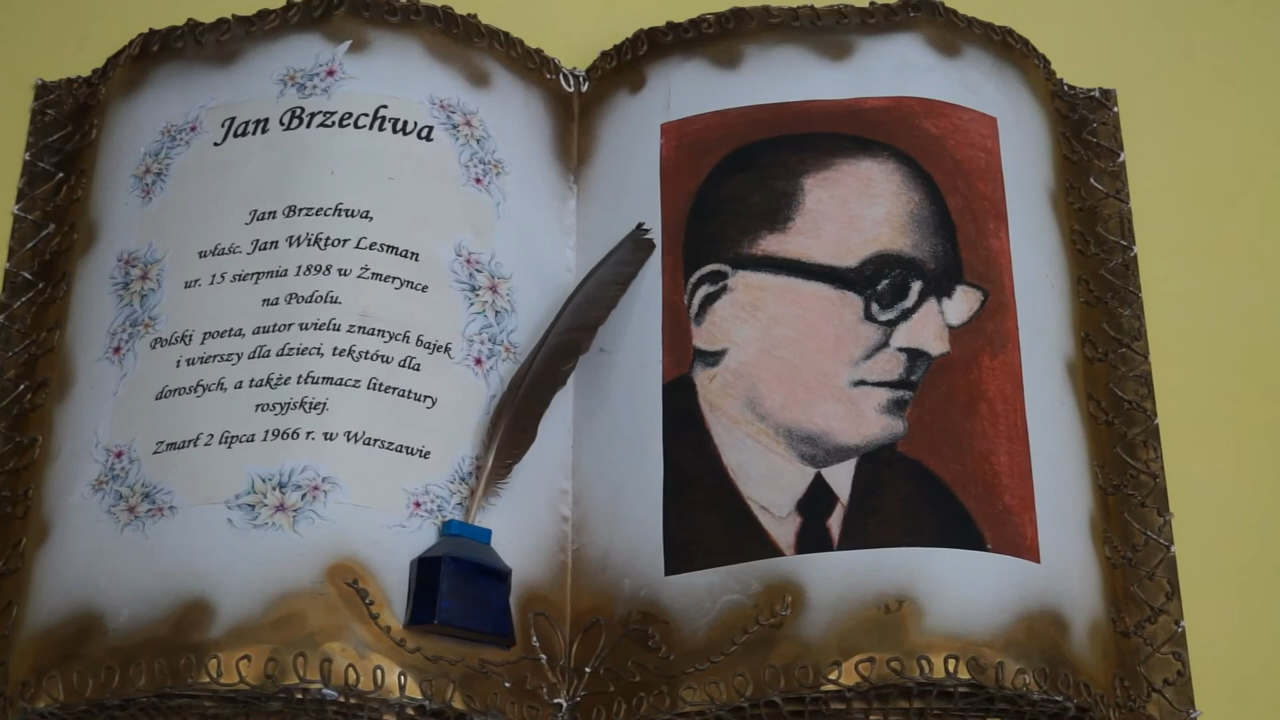 Jan Brzechwa
Jan Brzechwa,
właśc. Jan Wiktor Lesman
ur. 15 sierpnia 1898 w Żmerynce
na Podolu.
Polski poeta, autor wielu znanych bajek
i wierszy dla dzieci, tekstów dla
dorosłych, a także tłumacz literatury
rosyjskiej.
Zmarł 2 lipca 1966 r. w Warszawie